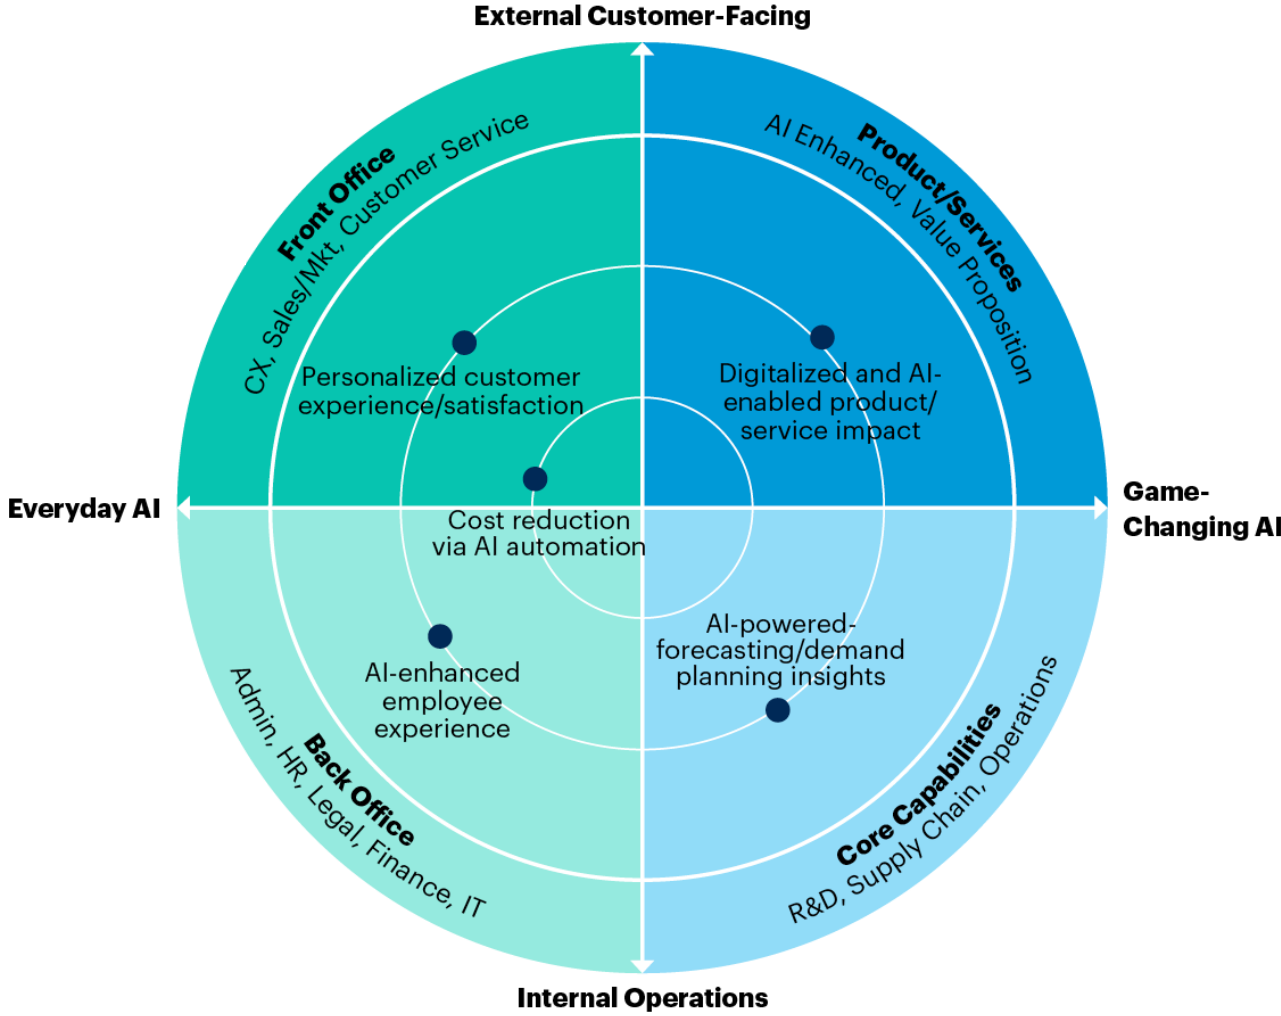 External Customer-Facing
Front Office
CX, Sales/Mkt, Customer Service
Product/Services
AI Enhanced, Value Proposition
Personalized customer
experience/satisfaction
Digitalized and AI-
enabled product/
service impact
Everyday AI
Game-
Changing AI
Cost reduction
via AI automation
AI-enhanced
employee
experience
AI-powered-
forecasting/demand
planning insights
Back Office
Admin, HR, Legal, Finance, IT
Core Capabilities
R&D, Supply Chain, Operations
Internal Operations